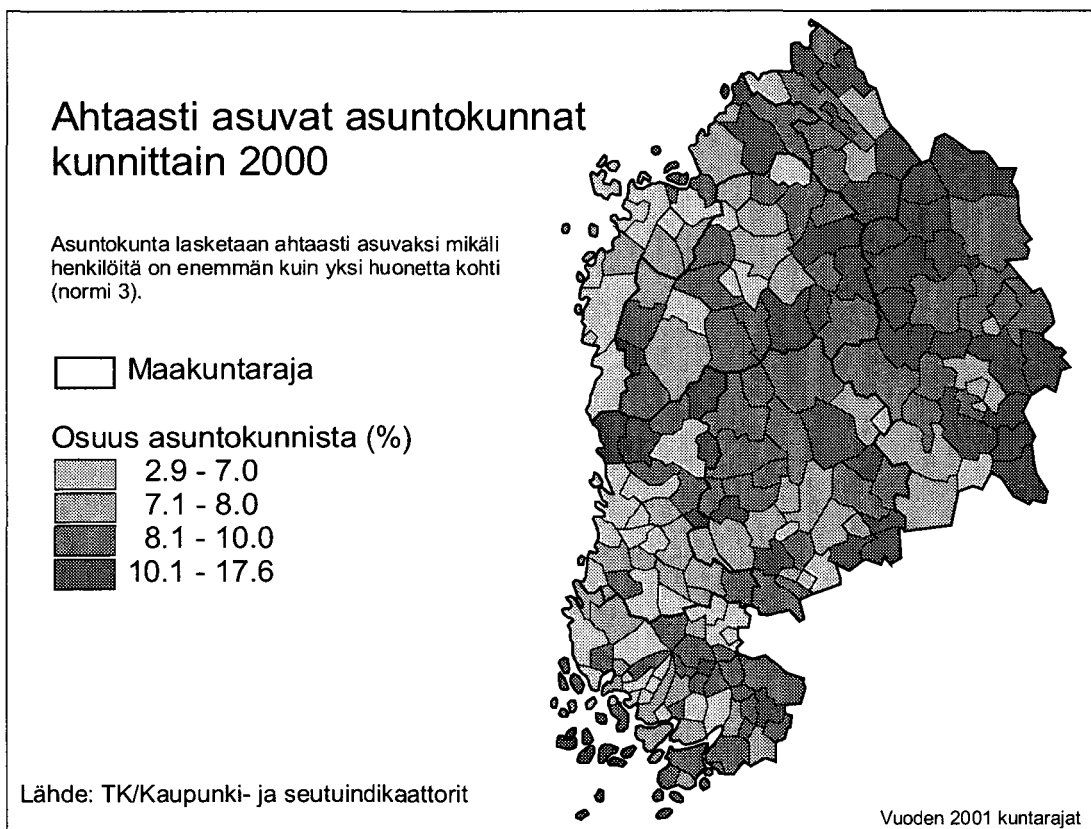 Ahtaasti asuvat asuntokunnat
kunnittain 2000
Asuntokunta lasketaan ahtaasti asuvaksi mikäli
henkilöitä on enemmän kuin yksi huonetta kohti
(normi 3).
Maakuntaraja
Osuus asuntokunnista (%)
2.9 - 7.0
7.1 - 8.0
8.1 - 10.0
10.1 - 17.6
Lähde: TK/Kaupunki- ja seutuindikaattorit
Vuoden 2001 kuntarajat